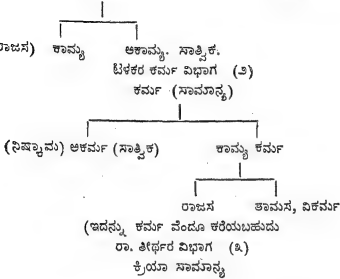 ರಾಜಸ) ಕಾಮ್ಯ ಅಕಾಮ್ಯ. ಸಾತ್ವಿಕ.
ಟಿಳಕರ ಕರ್ಮ ವಿಭಾಗ (೨)
ಕರ್ಮ (ಸಾಮಾನ್ಯ)
(ನಿಷ್ಕಾಮ) ಅಕರ್ಮ (ಸಾತ್ವಿಕ) ಕಾಮ್ಯ ಕರ್ಮ
ರಾಜಸ ತಾಮಸ, ವಿಕರ್ಮ
(ಇದನ್ನು ಕರ್ಮ ವೆಂದೂ ಕರೆಯಬಹುದು
ರಾ. ತೀರ್ಥರ ವಿಭಾಗ (೩)
ಕ್ರಿಯಾ ಸಾಮಾನ್ಯ